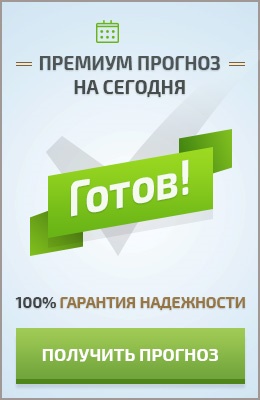 ПРЕМИУМ ПРОГНОЗ
НА СЕГОДНЯ
Готов!
100% ГАРАНТИЯ НАДЕЖНОСТИ
ПОЛУЧИТЬ ПРОГНОЗ